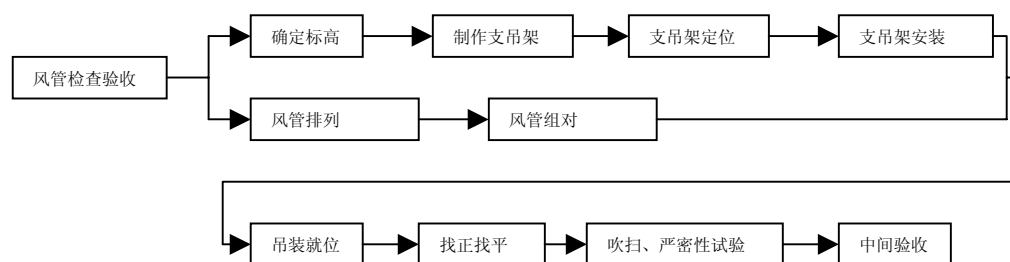 确定标高
制作支吊架
支吊架定位
支吊架安装
风管检查验收
风管排列
风管组对
吊装就位
找正找平
吹扫、严密性试验
中间验收